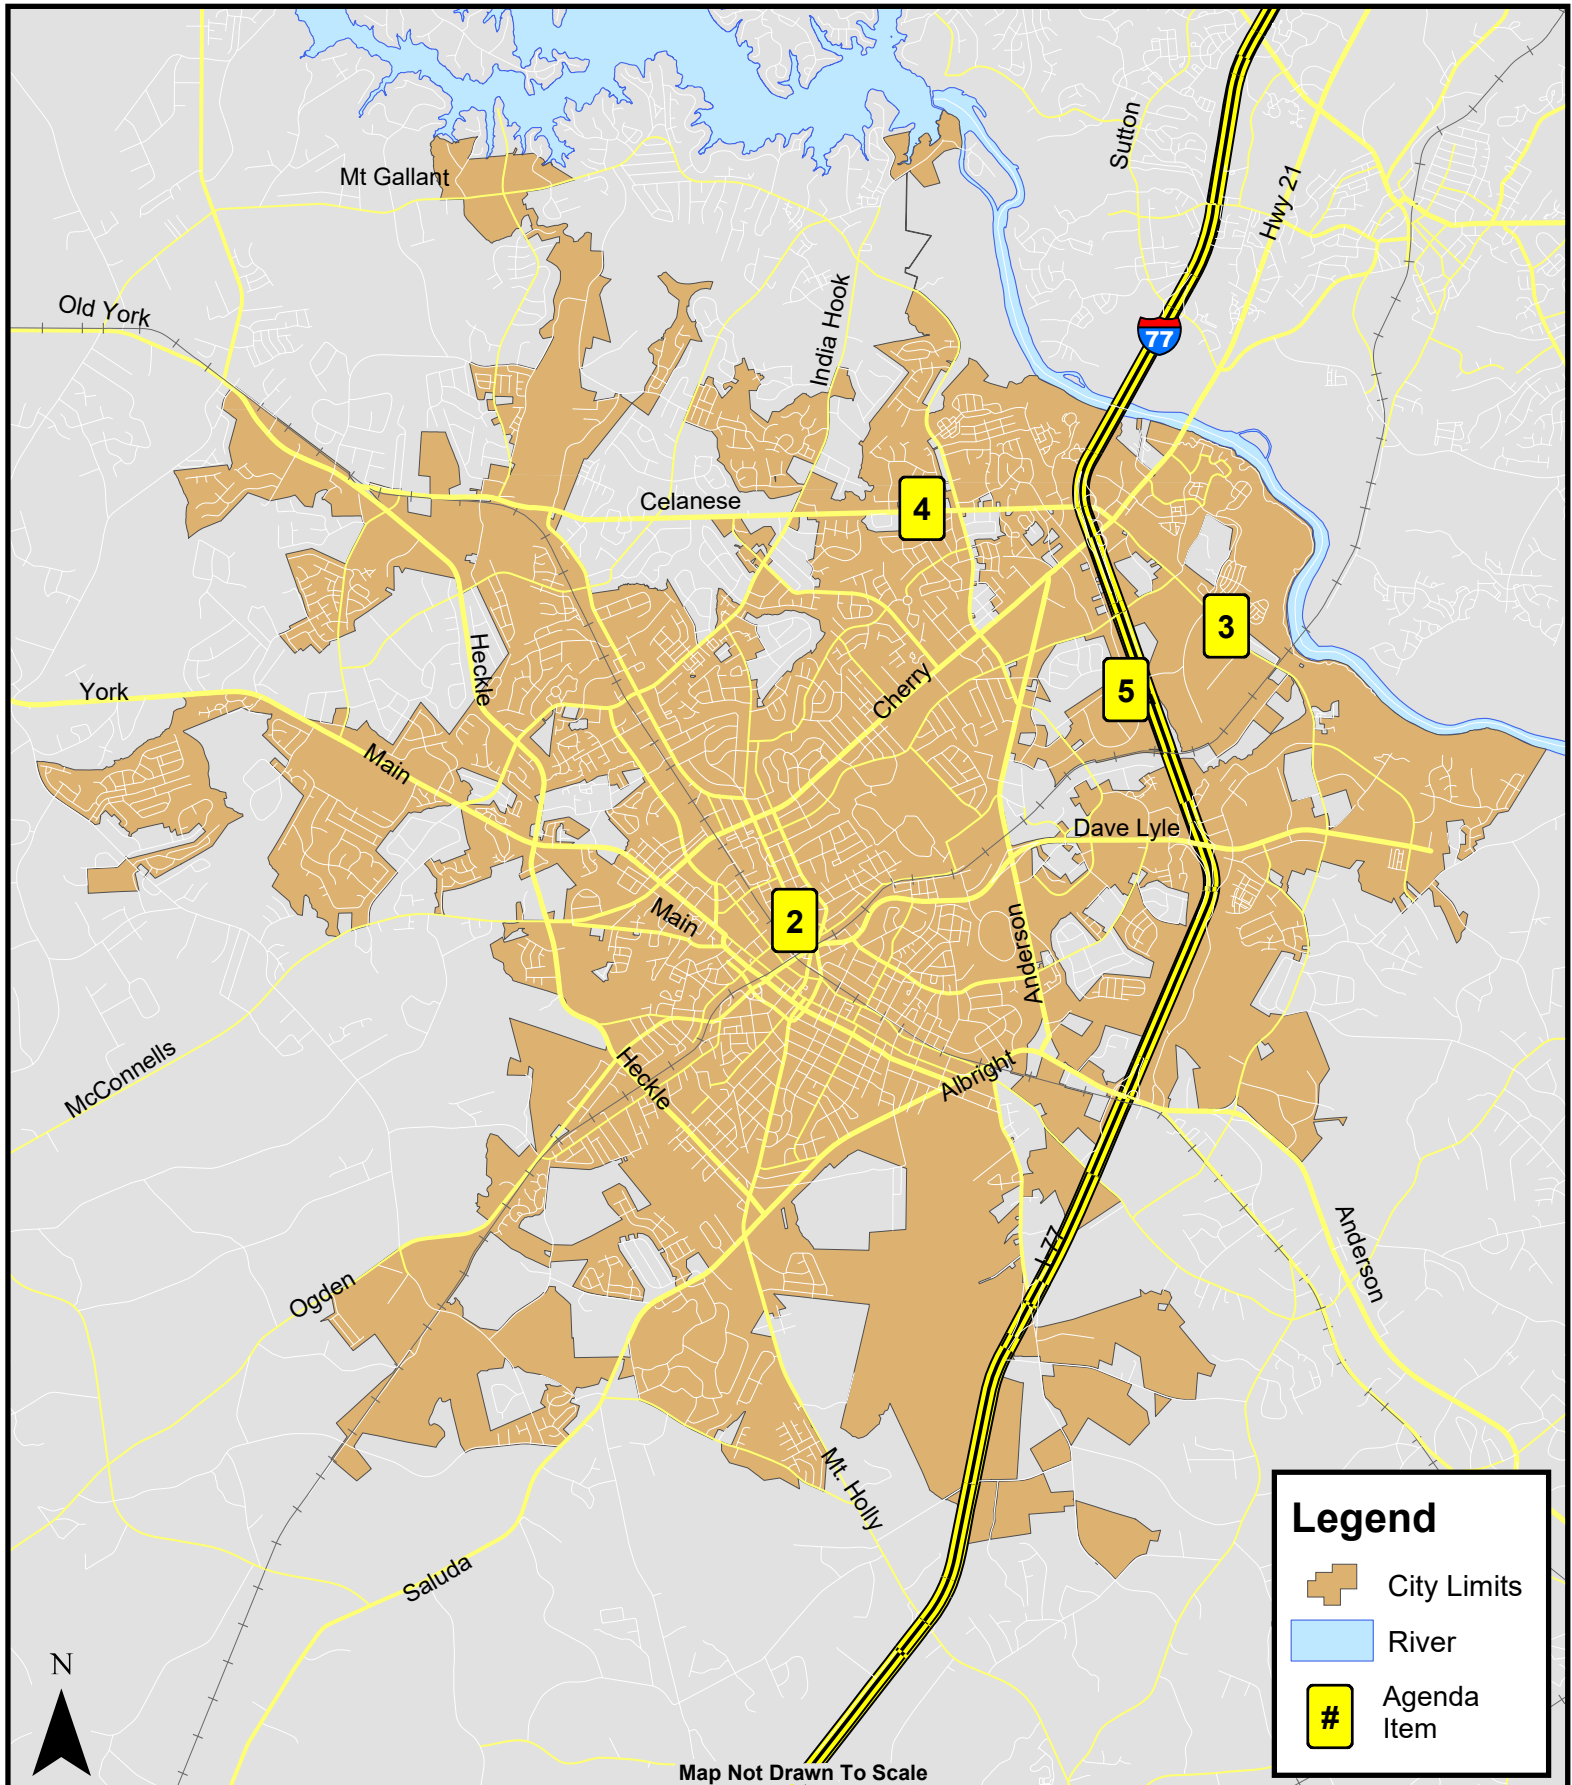 Sutton
Mt Gallant
Hwy 21
Old York
India Hook
77
Celanese
4
3
Heckle
York
5
Cherry
Main
Dave Lyle
Main
2
Anderson
McConnells
Heckle
Albright
I-77
Anderson
Ogden
Mt. Holly
Saluda
Legend
City Limits
River
#
Agenda
Item
N
Map Not Drawn To Scale